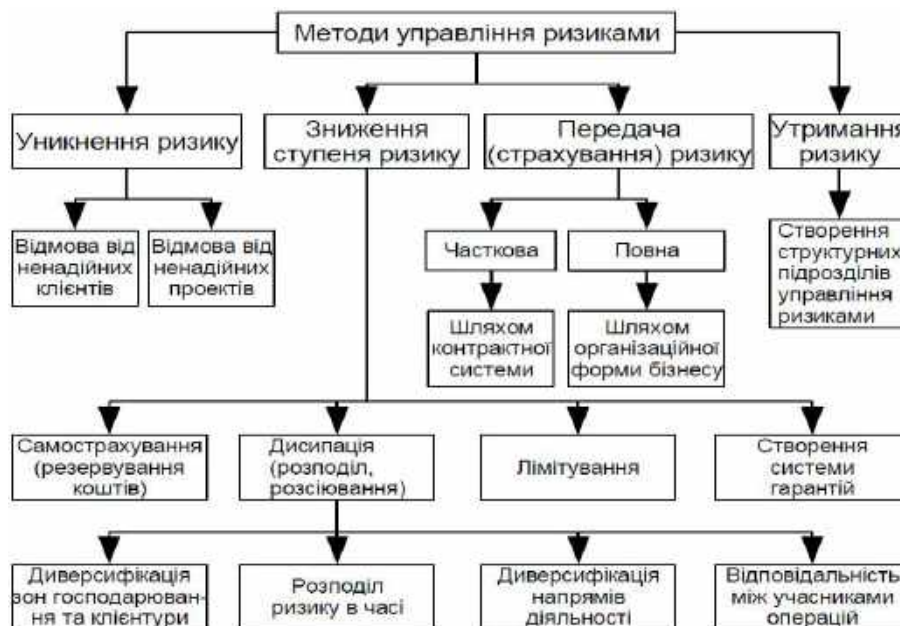 Методи управління ризиками
Уникнення ризику
Зниження
ступеня ризику
Передача
(страхування) ризику
Утримання
ризику
Відмова від
ненадійних
клієнтів
Відмова від
ненадійних
проектів
Часткова
Повна
Створення
структурних
підрозділів
управління
ризиками
Шляхом
контрактної
системи
Шляхом
організаційної
форми бізнесу
Самострахування
(резервування
коштів)
Дисипація
(розподіл,
розсіювання)
Лімітування
Створення
системи
гарантій
Диверсифікація
зон господарюван-
ня та клієнтури
Розподіл
ризику в часі
Диверсифікація
напрямів
діяльності
Відповідальність
між учасниками
операцій